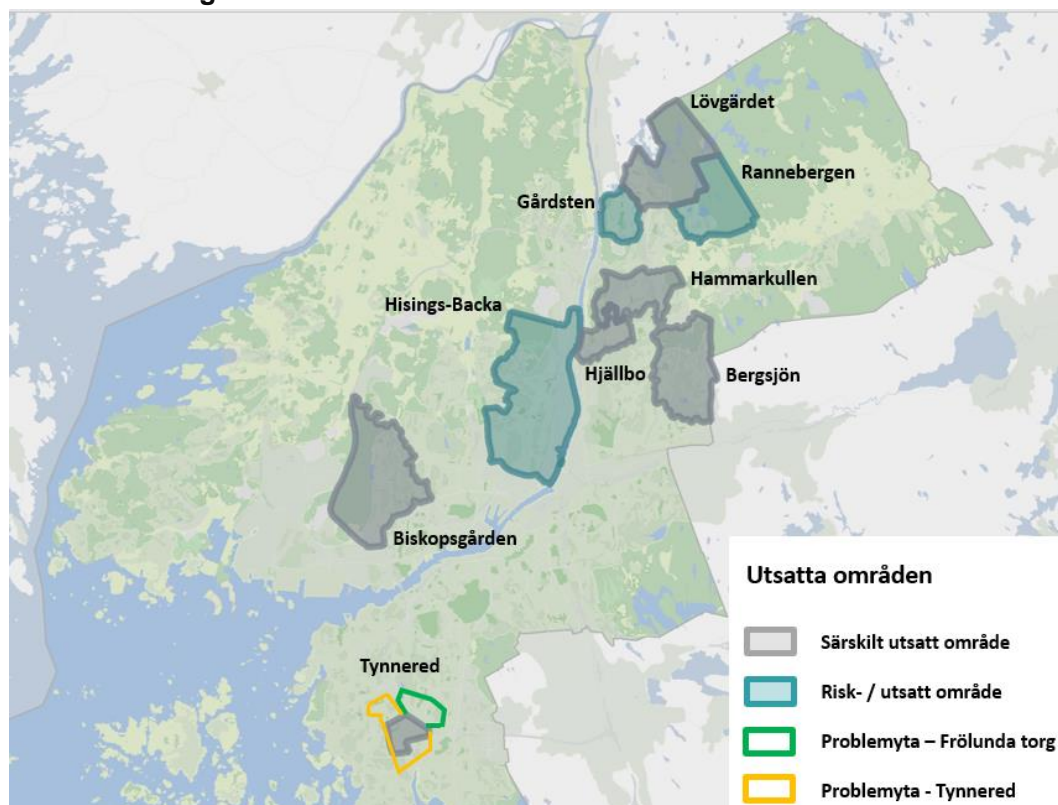 Lövgärdet
Rannebergen
Gårdsten
Hammarkullen
Hisings-Backa
Hjällbo
Bergsjön
Biskopsgården
Tynnered
Utsatta områden
Särskilt utsatt område
Risk- / utsatt område
Problemyta – Frölunda torg
Problemyta - Tynnered